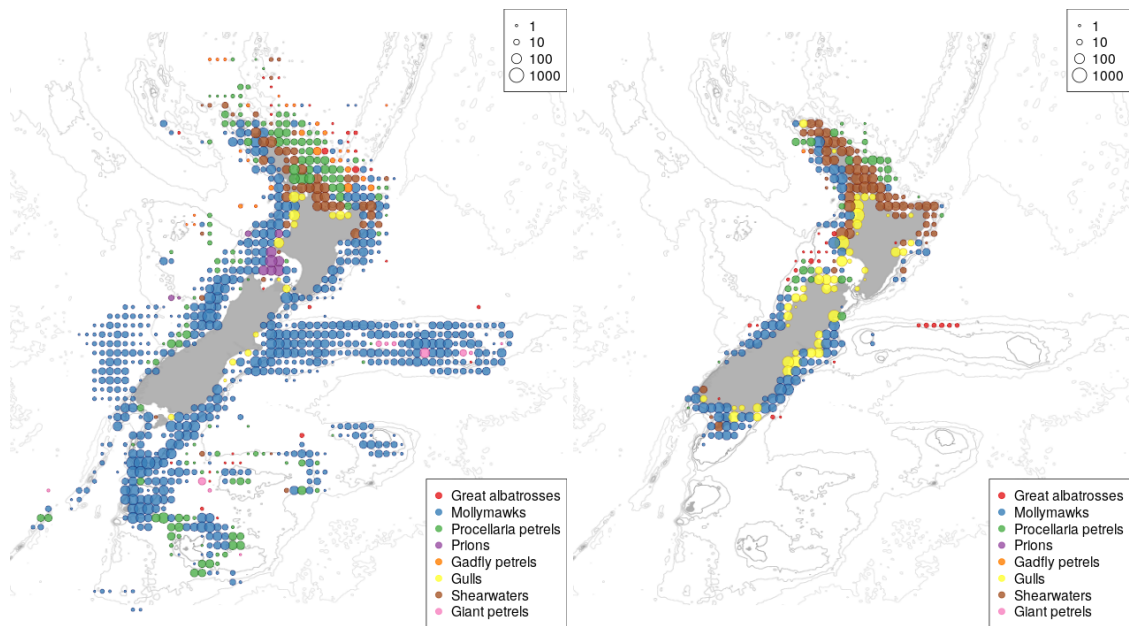 1
10
100
1000
Great albatrosses
Mollymawks
Procellaria petrels
Prions
Gadfly petrels
Gulls
Shearwaters
Giant petrels
1
10
100
1000
Great albatrosses
Mollymawks
Procellaria petrels
Prions
Gadfly petrels
Gulls
Shearwaters
Giant petrels